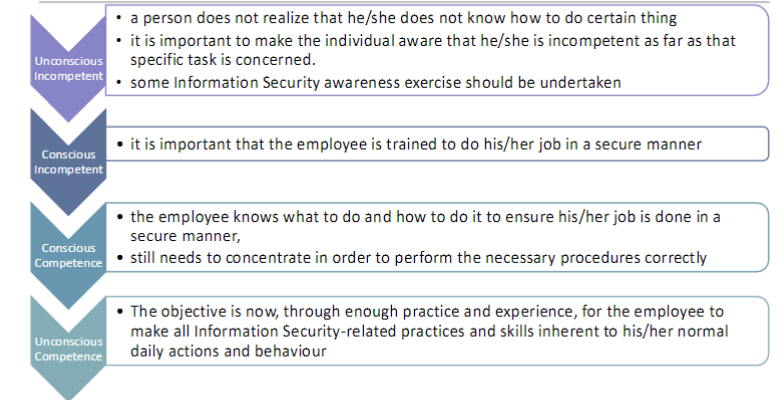 • a person does not realize that he/she does not know how to do certain thing
• it is important to make the individual aware that he/she is incompetent as far as that
specific task is concerned.
• some Information Security awareness exercise should be undertaken
Unconscious
Incompetent
• it is important that the employee is trained to do his/her job in a secure manner
Conscious
Incompetent
• the employee knows what to do and how to do it to ensure his/her job is done in a
secure manner,
• still needs to concentrate in order to perform the necessary procedures correctly
Conscious
Competence
• The objective is now, through enough practice and experience, for the employee to
make all Information Security-related practices and skills inherent to his/her normal
daily actions and behaviour
Unconscious
Competence